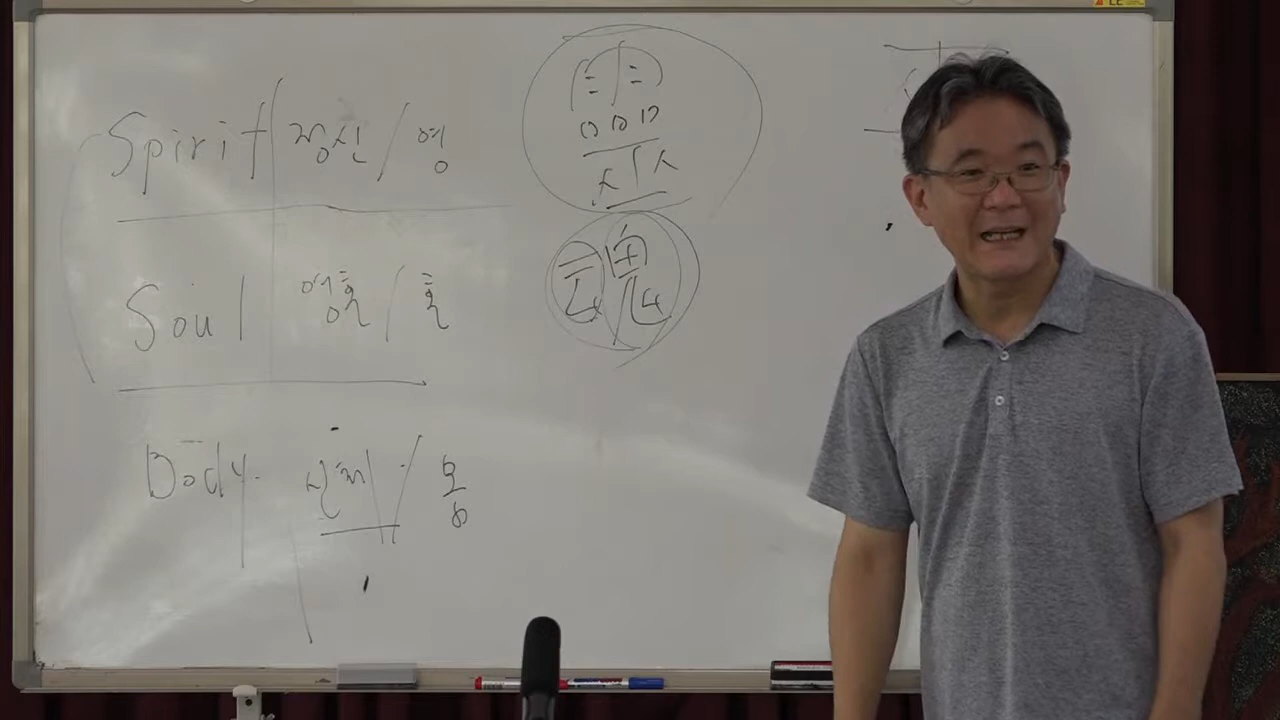 Spirit 정신 / 영
Soul 영혼 / 혼
Body 신체 / 몸
靈
魂